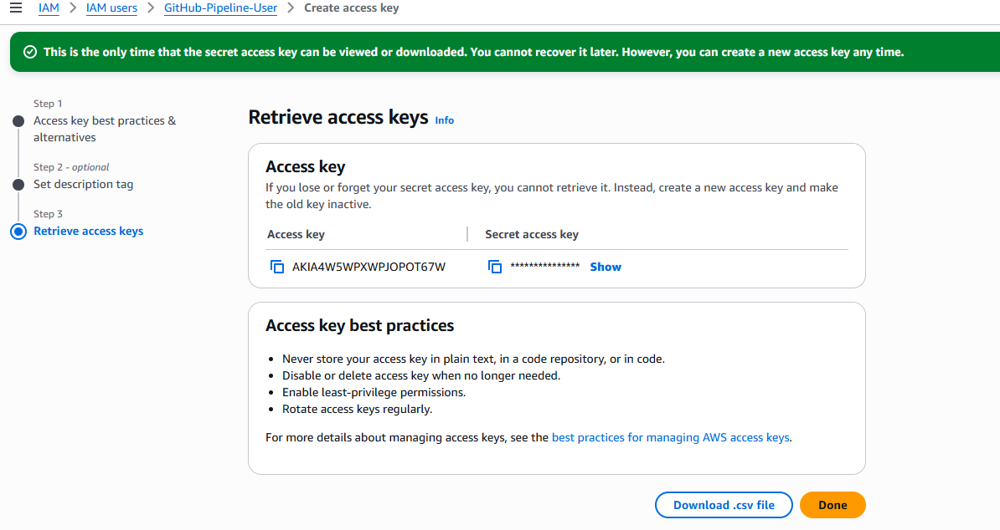 IAM > IAM users > GitHub-Pipeline-User > Create access key
This is the only time that the secret access key can be viewed or downloaded. You cannot recover it later. However, you can create a new access key any time.
Step 1
Access key best practices &
alternatives
Step 2 - optional
Set description tag
Step 3
Retrieve access keys
Retrieve access keys Info
Access key
If you lose or forget your secret access key, you cannot retrieve it. Instead, create a new access key and make
the old key inactive.
Access key Secret access key
AKIA4W5WPXWPJOPOT67W *************** Show
Access key best practices
• Never store your access key in plain text, in a code repository, or in code.
• Disable or delete access key when no longer needed.
• Enable least-privilege permissions.
• Rotate access keys regularly.
For more details about managing access keys, see the best practices for managing AWS access keys.
Download .csv file Done